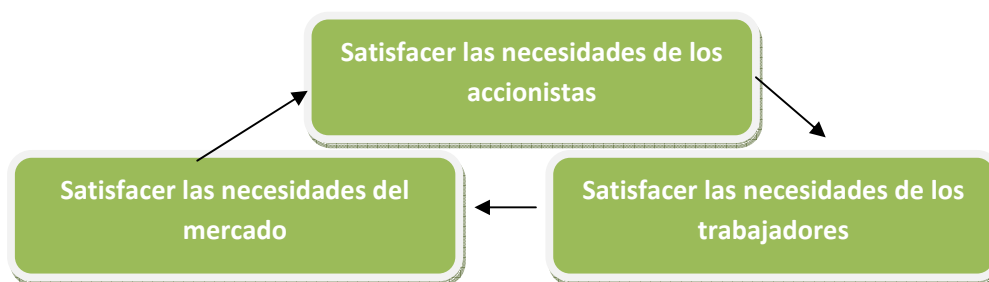 Satisfacer las necesidades de los
accionistas
Satisfacer las necesidades del
mercado
Satisfacer las necesidades de los
trabajadores